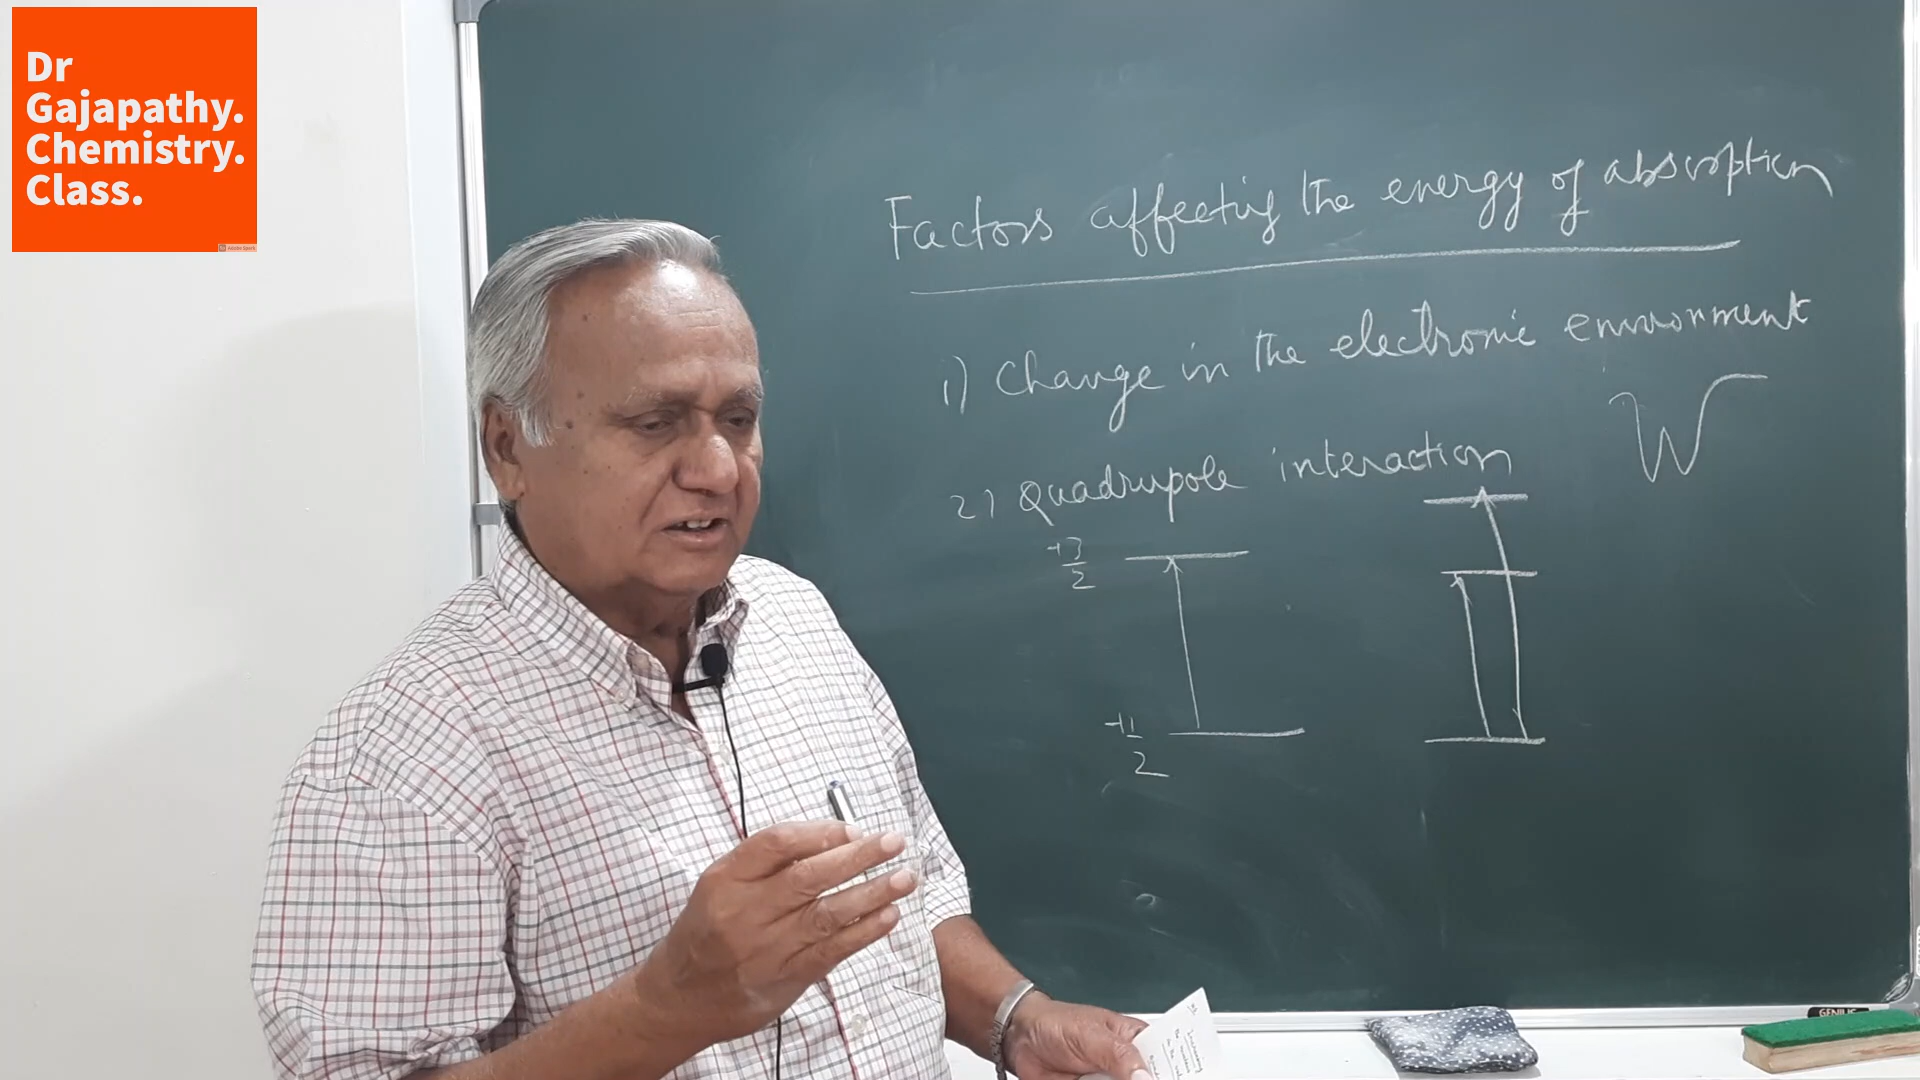 Dr
Gajapathy.
Chemistry.
Class.
Factors affecting the energy of absorption
1) Change in the electronic environment
2) Quadrupole interaction
+3
2
+1
2
GENIUS